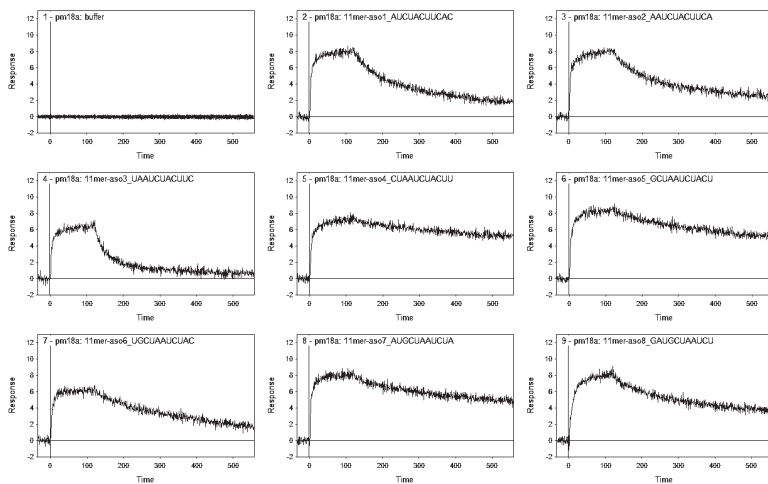 1 - pm18a: buffer
12
10
8
6
4
2
0
-2
Response
0 100 200 300 400 500
Time
2 - pm18a: 11mer-aso1_AUCUACUUCAC
12
10
8
6
4
2
0
-2
Response
0 100 200 300 400 500
Time
3 - pm18a: 11mer-aso2_AAUCUACUUCA
12
10
8
6
4
2
0
-2
Response
0 100 200 300 400 500
Time
4 - pm18a: 11mer-aso3_UAAUCUACUUC
12
10
8
6
4
2
0
-2
Response
0 100 200 300 400 500
Time
5 - pm18a: 11mer-aso4_CUAAUCUACUU
12
10
8
6
4
2
0
-2
Response
0 100 200 300 400 500
Time
6 - pm18a: 11mer-aso5_GCUAAUCUACU
12
10
8
6
4
2
0
-2
Response
0 100 200 300 400 500
Time
7 - pm18a: 11mer-aso6_UGCUAAUCUAC
12
10
8
6
4
2
0
-2
Response
0 100 200 300 400 500
Time
8 - pm18a: 11mer-aso7_AUGCUAAUCUA
12
10
8
6
4
2
0
-2
Response
0 100 200 300 400 500
Time
9 - pm18a: 11mer-aso8_GAUGCUAAUCU
12
10
8
6
4
2
0
-2
Response
0 100 200 300 400 500
Time